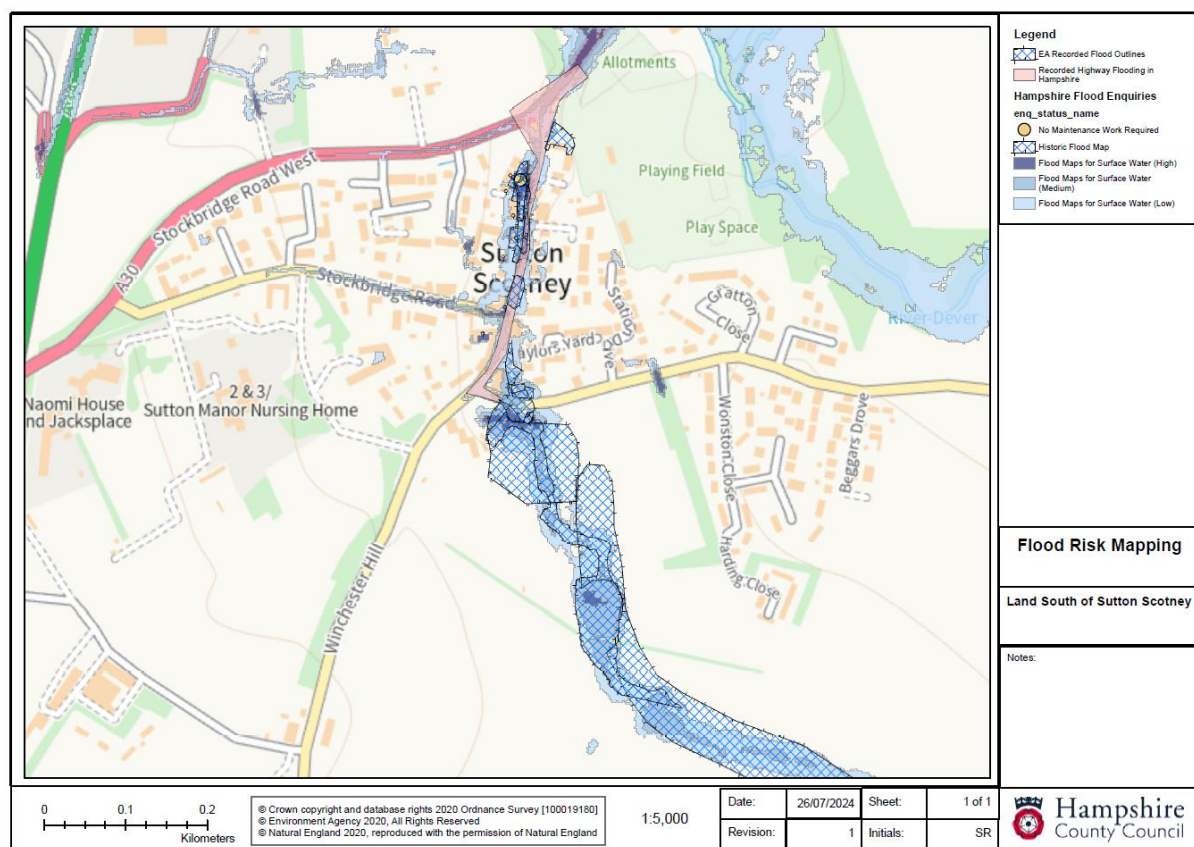 Allotments
Playing Field
Play Space
Stockbridge Road West
A30
Sutton
Scotney
Stockbridge Road
Station
Gratton
Close
River Dever
2 & 3/
Sutton Manor Nursing Home
Naomi House
nd Jacksplace
Wonston Close
Beggars Drove
Harding Close
Winchester Hill
Legend
EA Recorded Flood Outlines
Recorded Highway Flooding in
Hampshire
Hampshire Flood Enquiries
enq_status_name
No Maintenance Work Required
Historic Flood Map
Flood Maps for Surface Water (High)
Flood Maps for Surface Water
(Medium)
Flood Maps for Surface Water (Low)
Flood Risk Mapping
Land South of Sutton Scotney
Notes:
0 0.1 0.2
Kilometers
© Crown copyright and database rights 2020 Ordnance Survey [100019180]
© Environment Agency 2020, All Rights Reserved
© Natural England 2020, reproduced with the permission of Natural England
1:5,000
Date: 26/07/2024 Sheet: 1 of 1
Revision: 1 Initials: SR
Hampshire
County Council